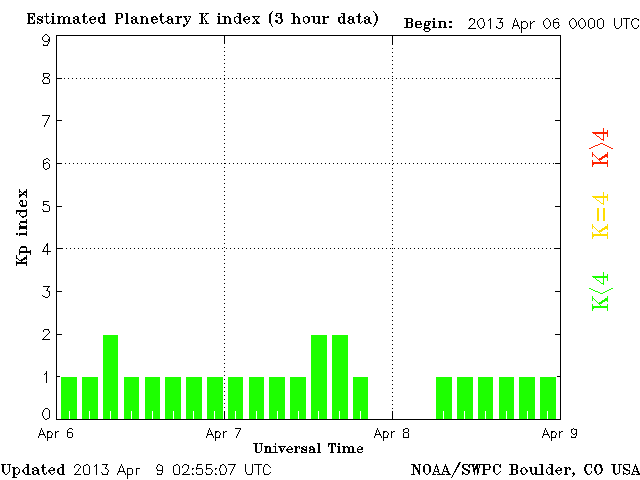 Estimated Planetary K index (3 hour data) Begin: 2013 Apr 06 0000 UTC
9
8
7
6
5
4
3
2
1
0
Kp index
K>4
K=4
K<4
Apr 6 Apr 7 Apr 8 Apr 9
Universal Time
Updated 2013 Apr 9 02:55:07 UTC NOAA/SWPC Boulder, CO USA